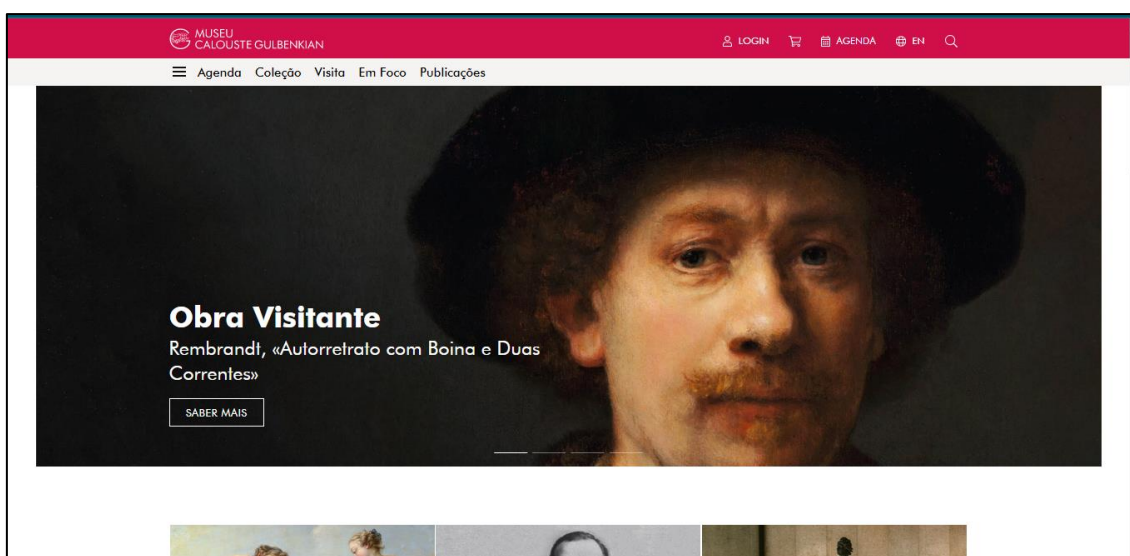 MUSEU
CALOUSTE GULBENKIAN
LOGIN AGENDA EN
Agenda Coleção Visita Em Foco Publicações
Obra Visitante
Rembrandt, «Autorretrato com Boina e Duas
Correntes»
SABER MAIS